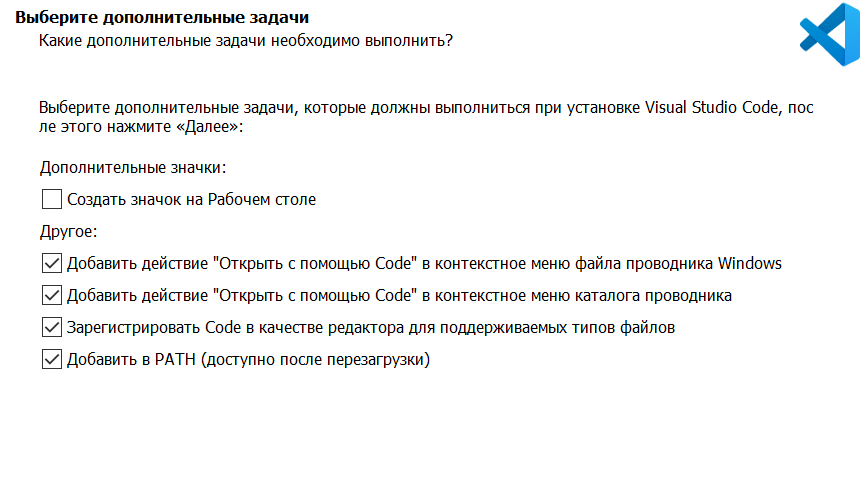 Выберите дополнительные задачи
Какие дополнительные задачи необходимо выполнить?
Выберите дополнительные задачи, которые должны выполниться при установке Visual Studio Code, пос
ле этого нажмите «Далее»:
Дополнительные значки:
Создать значок на Рабочем столе
Другое:
Добавить действие "Открыть с помощью Code" в контекстное меню файла проводника Windows
Добавить действие "Открыть с помощью Code" в контекстное меню каталога проводника
Зарегистрировать Code в качестве редактора для поддерживаемых типов файлов
Добавить в PATH (доступно после перезагрузки)